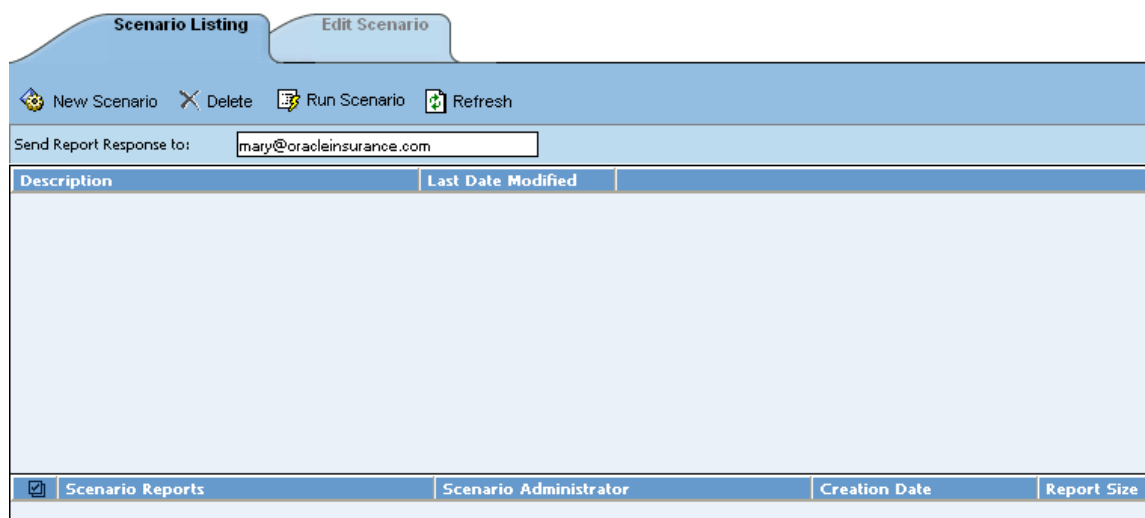 Scenario Listing Edit Scenario
New Scenario Delete Run Scenario Refresh
Send Report Response to: mary@oracleinsurance.com
Description Last Date Modified
Scenario Reports Scenario Administrator Creation Date Report Size